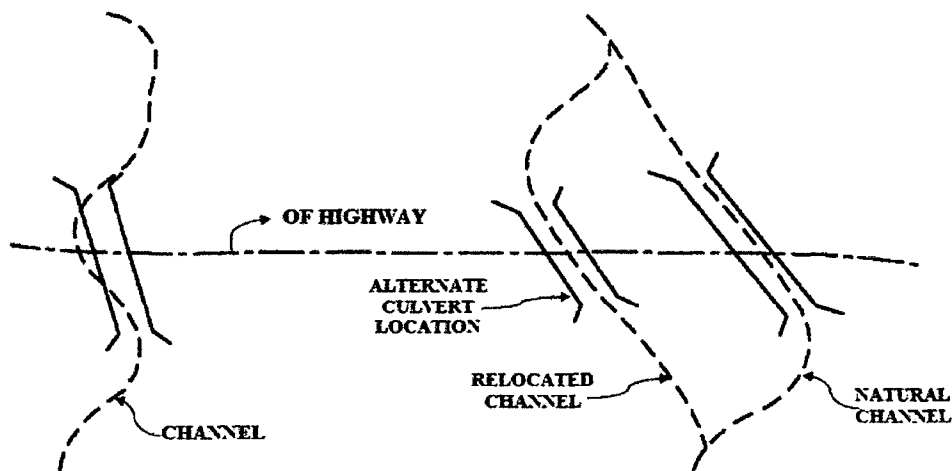 OF HIGHWAY
ALTERNATE
CULVERT
LOCATION
RELOCATED
CHANNEL
NATURAL
CHANNEL
CHANNEL